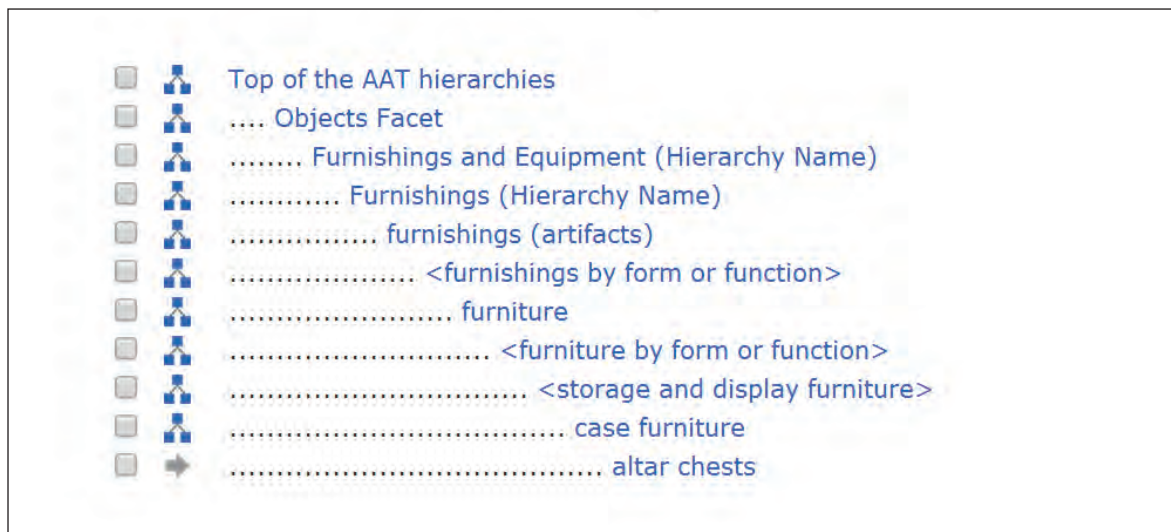 Top of the AAT hierarchies
.... Objects Facet
........ Furnishings and Equipment (Hierarchy Name)
............ Furnishings (Hierarchy Name)
................ furnishings (artifacts)
.................... <furnishings by form or function>
........................ furniture
............................ <furniture by form or function>
................................ <storage and display furniture>
.................................... case furniture
........................................ altar chests